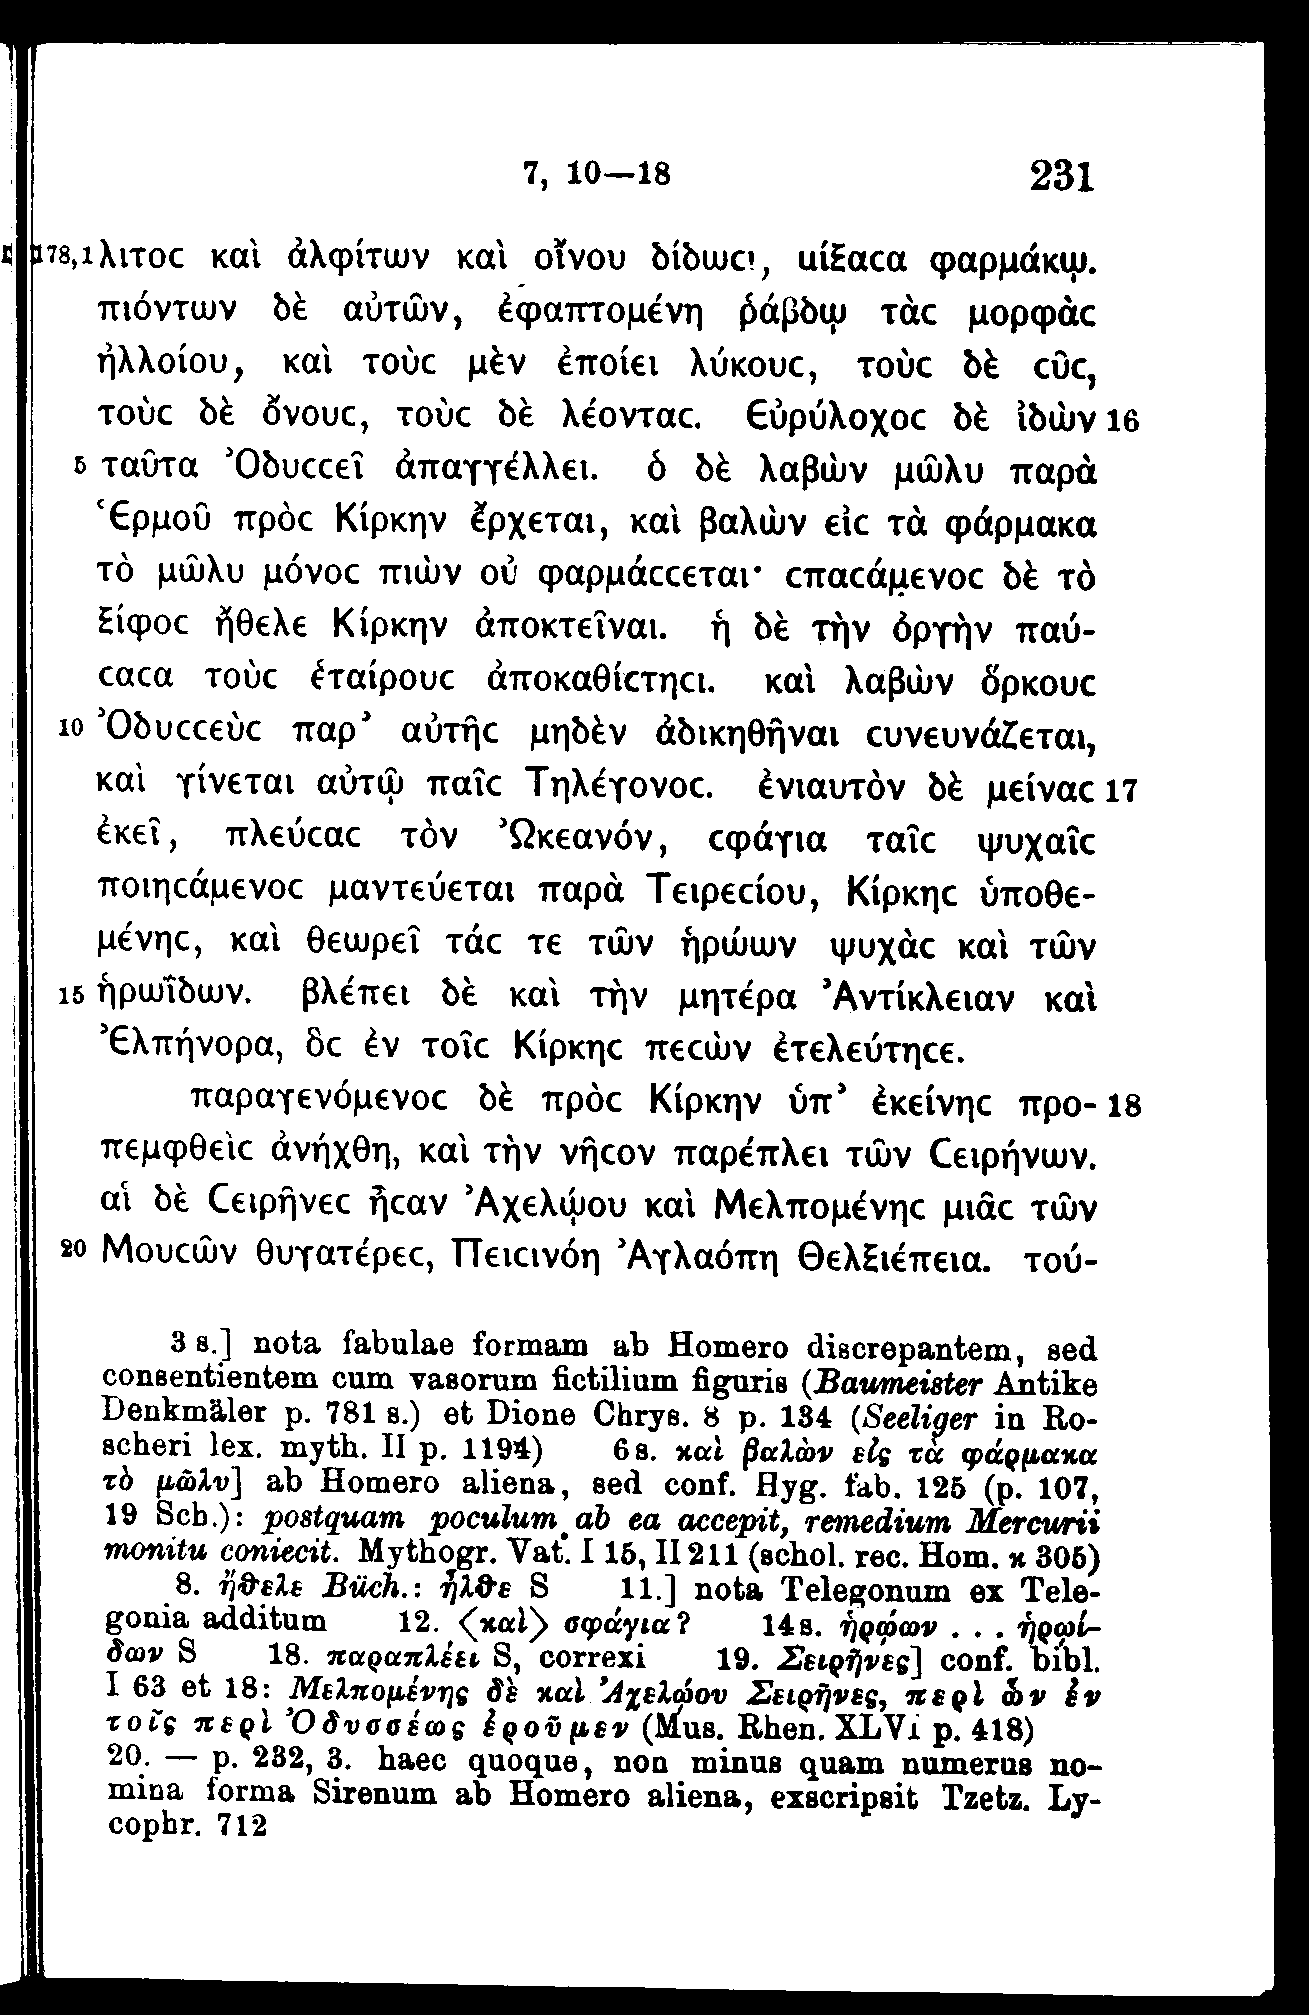 7, 10—18 231
178,1 λιτοϲ καὶ ἀλφίτων καὶ οἴνου δίδωϲι, μίξαϲα φαρμάκῳ.
πιόντων δὲ αὐτῶν, ἐφαπτομένη ῥάβδῳ τὰϲ μορφὰϲ
ἠλλοίου, καὶ τοὺϲ μὲν ἐποίει λύκουϲ, τοὺϲ δὲ ϲῦϲ,
τοὺϲ δὲ ὄνουϲ, τοὺϲ δὲ λέονταϲ. Εὐρύλοχοϲ δὲ ἰδὼν 16
5 ταῦτα Ὀδυϲϲεῖ ἀπαγγέλλει. ὁ δὲ λαβὼν μῶλυ παρὰ
Ἑρμοῦ πρὸϲ Κίρκην ἔρχεται, καὶ βαλὼν εἰϲ τὰ φάρμακα
τὸ μῶλυ μόνοϲ πιὼν οὐ φαρμάϲϲεται· ϲπαϲάμενοϲ δὲ τὸ
ξίφοϲ ἤθελε Κίρκην ἀποκτεῖναι. ἡ δὲ τὴν ὀργὴν παύ-
ϲαϲα τοὺϲ ἑταίρουϲ ἀποκαθίϲτηϲι. καὶ λαβὼν ὅρκουϲ
10 Ὀδυϲϲεὺϲ παρ’ αὐτῆϲ μηδὲν ἀδικηθῆναι ϲυνευνάζεται,
καὶ γίνεται αὐτῷ παῖϲ Τηλέγονοϲ. ἐνιαυτὸν δὲ μείναϲ 17
ἐκεῖ, πλεύϲαϲ τὸν Ὠκεανόν, ϲφάγια ταῖϲ ψυχαῖϲ
ποιηϲάμενοϲ μαντεύεται παρὰ Τειρεϲίου, Κίρκηϲ ὑποθε-
μένηϲ, καὶ θεωρεῖ τάϲ τε τῶν ἡρώων ψυχὰϲ καὶ τῶν
15 ἡρωΐδων. βλέπει δὲ καὶ τὴν μητέρα Ἀντίκλειαν καὶ
Ἐλπήνορα, ὃϲ ἐν τοῖϲ Κίρκηϲ πεϲὼν ἐτελεύτηϲε.
παραγενόμενοϲ δὲ πρὸϲ Κίρκην ὑπ’ ἐκείνηϲ προ- 18
πεμφθεὶϲ ἀνήχθη, καὶ τὴν νῆϲον παρέπλει τῶν Ϲειρήνων.
αἱ δὲ Ϲειρῆνεϲ ἦϲαν Ἀχελῴου καὶ Μελπομένηϲ μιᾶϲ τῶν
20 Μουϲῶν θυγατέρεϲ, Πειϲινόη Ἀγλαόπη Θελξιέπεια. τού-
3 s.] nota fabulae formam ab Homero discrepantem, sed
consentientem cum vasorum fictilium figuris (Baumeister Antike
Denkmäler p. 781 s.) et Dione Chrys. 8 p. 134 (Seeliger in Ro-
scheri lex. myth. II p. 1194) 6 s. καὶ βαλὼν εἰς τὰ φάρμακα
τὸ μῶλυ] ab Homero aliena, sed conf. Hyg. fab. 125 (p. 107,
19 Sch.): postquam poculum ab ea accepit, remedium Mercurii
monitu coniecit. Mythogr. Vat. I 15, II 211 (schol. rec. Hom. κ 305)
8. ἤθελε Büch.: ἦλθε S 11.] nota Telegonum ex Tele-
gonia additum 12. ⟨καὶ⟩ σφάγια? 14 s. ἡρῴων . . . ἡρῳί-
δων S 18. παραπλέει S, correxi 19. Σειρῆνες] conf. bibl.
I 63 et 18: Μελπομένης δὲ καὶ Ἀχελῴου Σειρῆνες, περὶ ὧν ἐν
τοῖς περὶ Ὀδυσσέως ἐροῦμεν (Mus. Rhen. XLVI p. 418)
20. — p. 232, 3. haec quoque, non minus quam numerus no-
mina forma Sirenum ab Homero aliena, exscripsit Tzetz. Ly-
cophr. 712